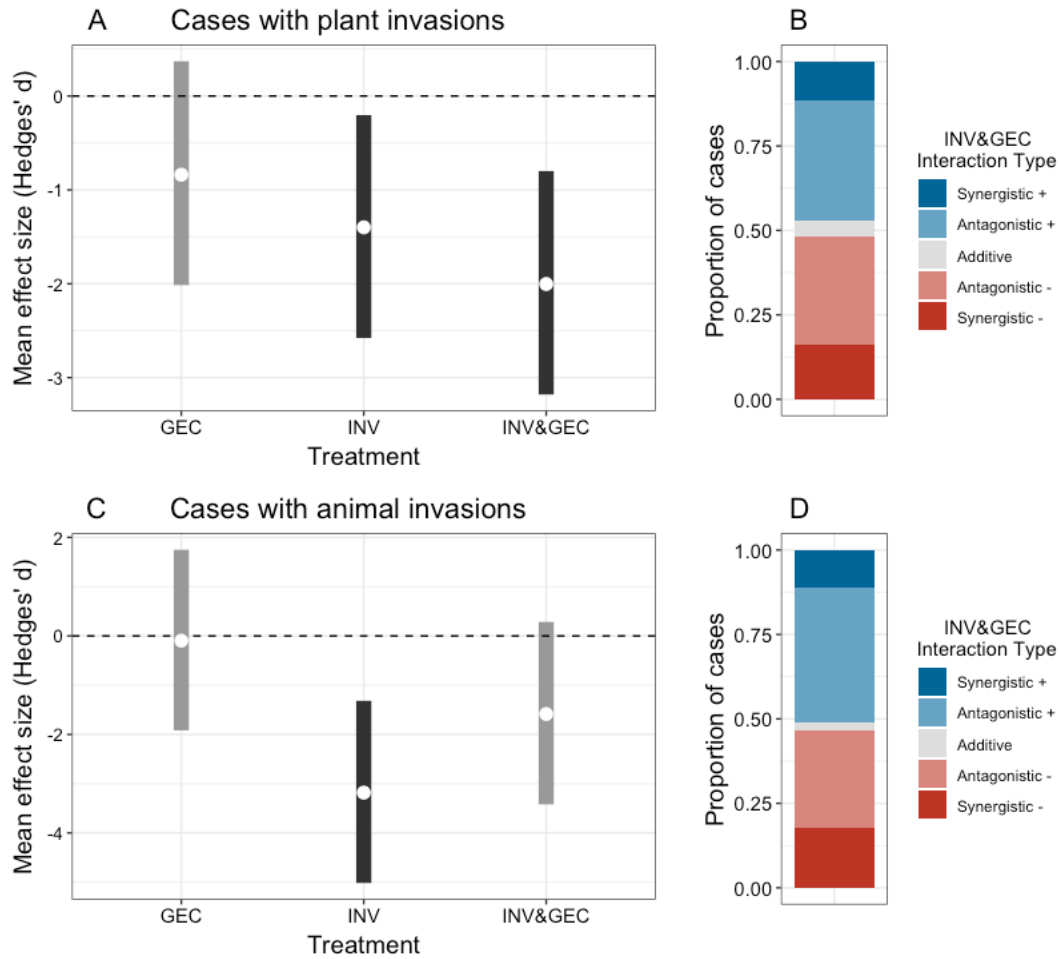 A Cases with plant invasions
Mean effect size (Hedges' d)
0
-1
-2
-3
GEC INV INV&GEC
Treatment
B
Proportion of cases
1.00
0.75
0.50
0.25
0.00
INV&GEC
Interaction Type
Synergistic +
Antagonistic +
Additive
Antagonistic -
Synergistic -
C Cases with animal invasions
Mean effect size (Hedges' d)
2
0
-2
-4
GEC INV INV&GEC
Treatment
D
Proportion of cases
1.00
0.75
0.50
0.25
0.00
INV&GEC
Interaction Type
Synergistic +
Antagonistic +
Additive
Antagonistic -
Synergistic -